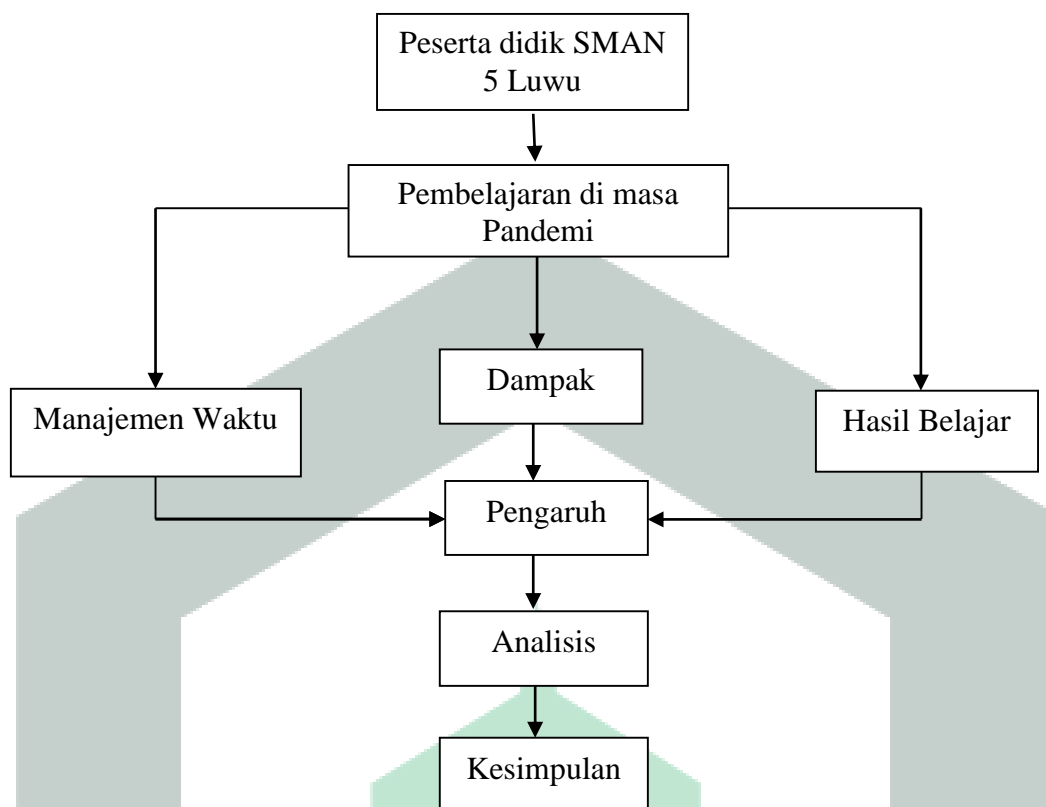 Peserta didik SMAN
5 Luwu
Pembelajaran di masa
Pandemi
Manajemen Waktu
Dampak
Hasil Belajar
Pengaruh
Analisis
Kesimpulan